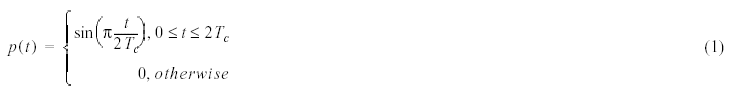 p(t) = { sin(π t/2T_c), 0 ≤ t ≤ 2T_c
0, otherwise
(1)